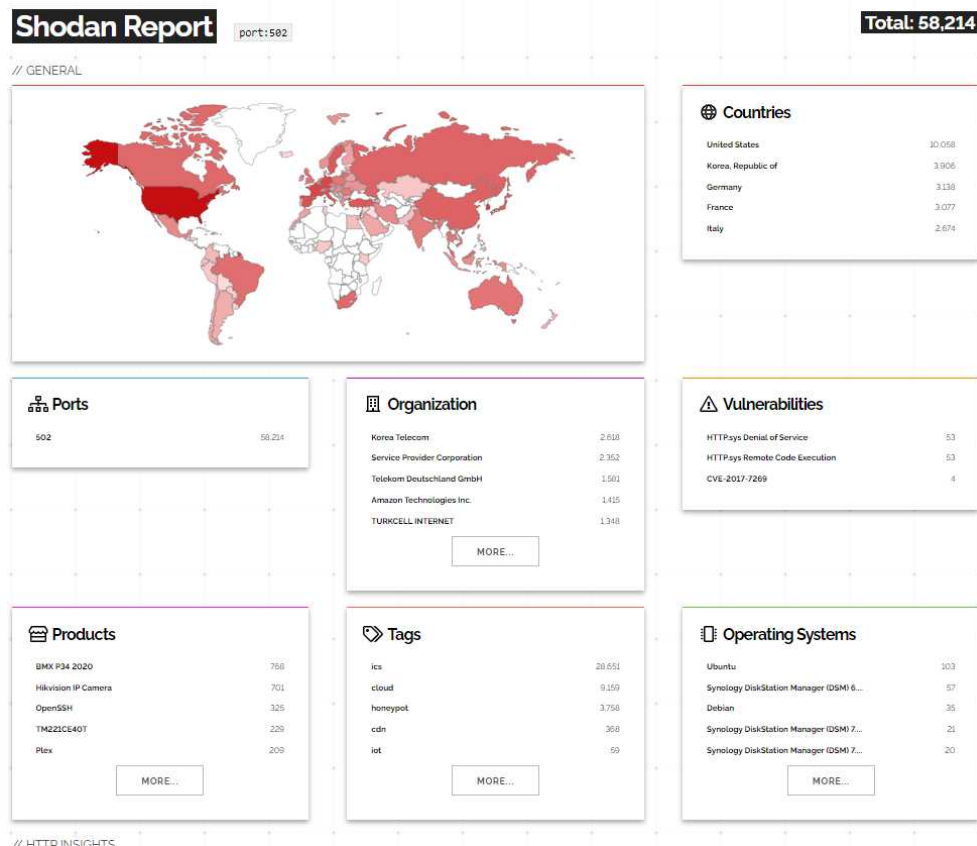 Shodan Report
port:502
Total: 58,214
// GENERAL
Countries
United States 10,058
Korea, Republic of 3,906
Germany 3,138
France 3,077
Italy 2,674
Ports
502 58,214
Organization
Korea Telecom 2,618
Service Provider Corporation 2,352
Telekom Deutschland GmbH 1,501
Amazon Technologies Inc. 1,415
TURKCELL INTERNET 1,348
MORE...
Vulnerabilities
HTTP.sys Denial of Service 53
HTTP.sys Remote Code Execution 53
CVE-2017-7269 4
Products
BMX P34 2020 768
Hikvision IP Camera 701
OpenSSH 325
TM221CE40T 229
Plex 209
MORE...
Tags
ics 28,651
cloud 9,159
honeypot 3,758
cdn 368
iot 59
MORE...
Operating Systems
Ubuntu 103
Synology DiskStation Manager (DSM) 6... 57
Debian 35
Synology DiskStation Manager (DSM) 7... 21
Synology DiskStation Manager (DSM) 7... 20
MORE...
// HTTP INSIGHTS